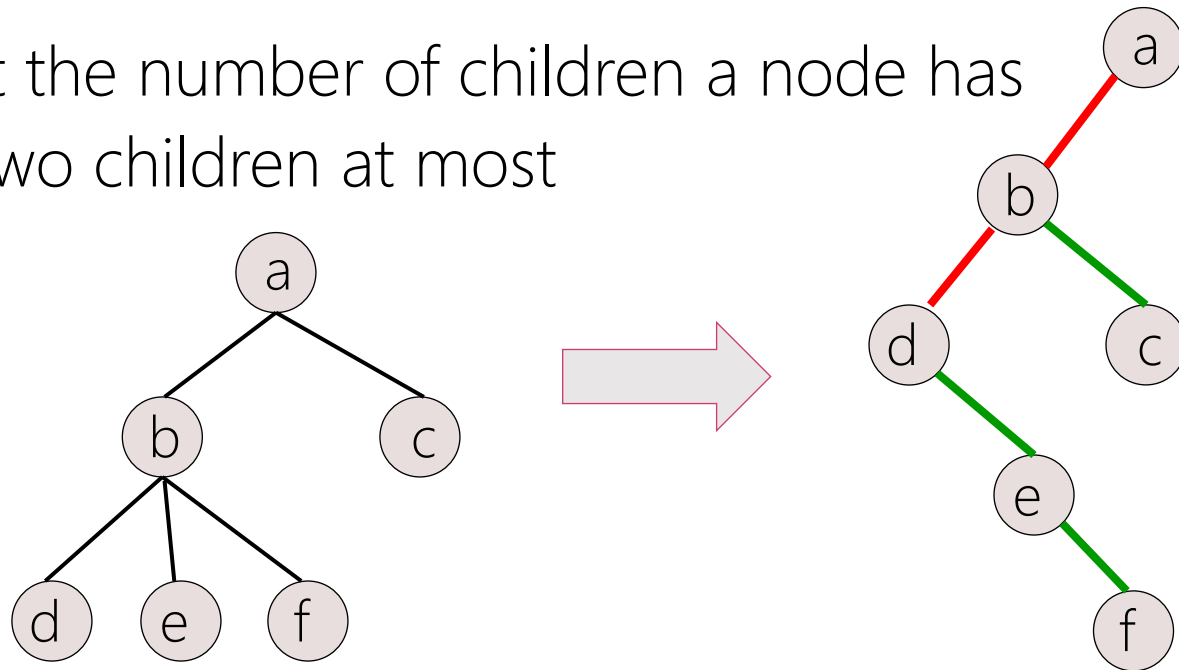 t the number of children a node has
wo children at most
a
b
c
d
e
f
a
b
d
c
e
f